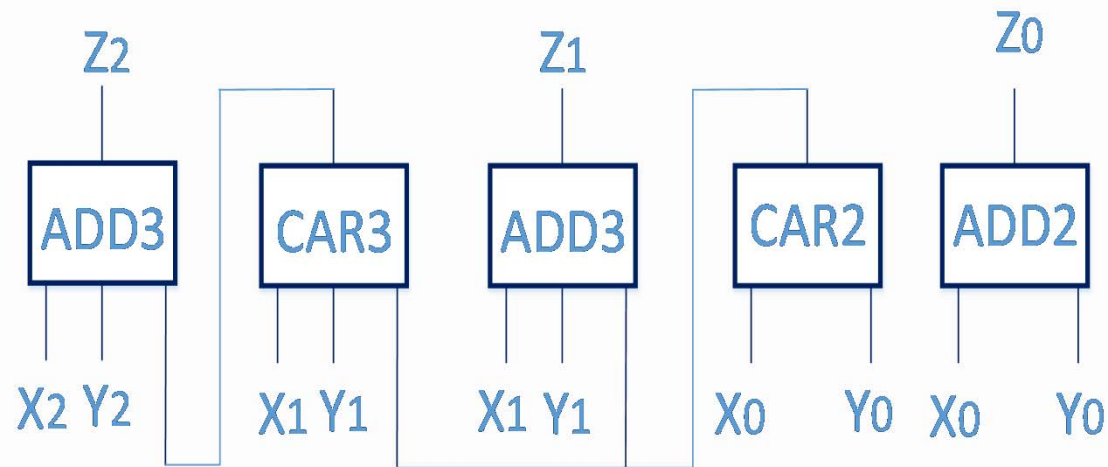 Z2 Z1 Z0
ADD3 CAR3 ADD3 CAR2 ADD2
X2 Y2 X1 Y1 X1 Y1 X0 Y0 X0 Y0